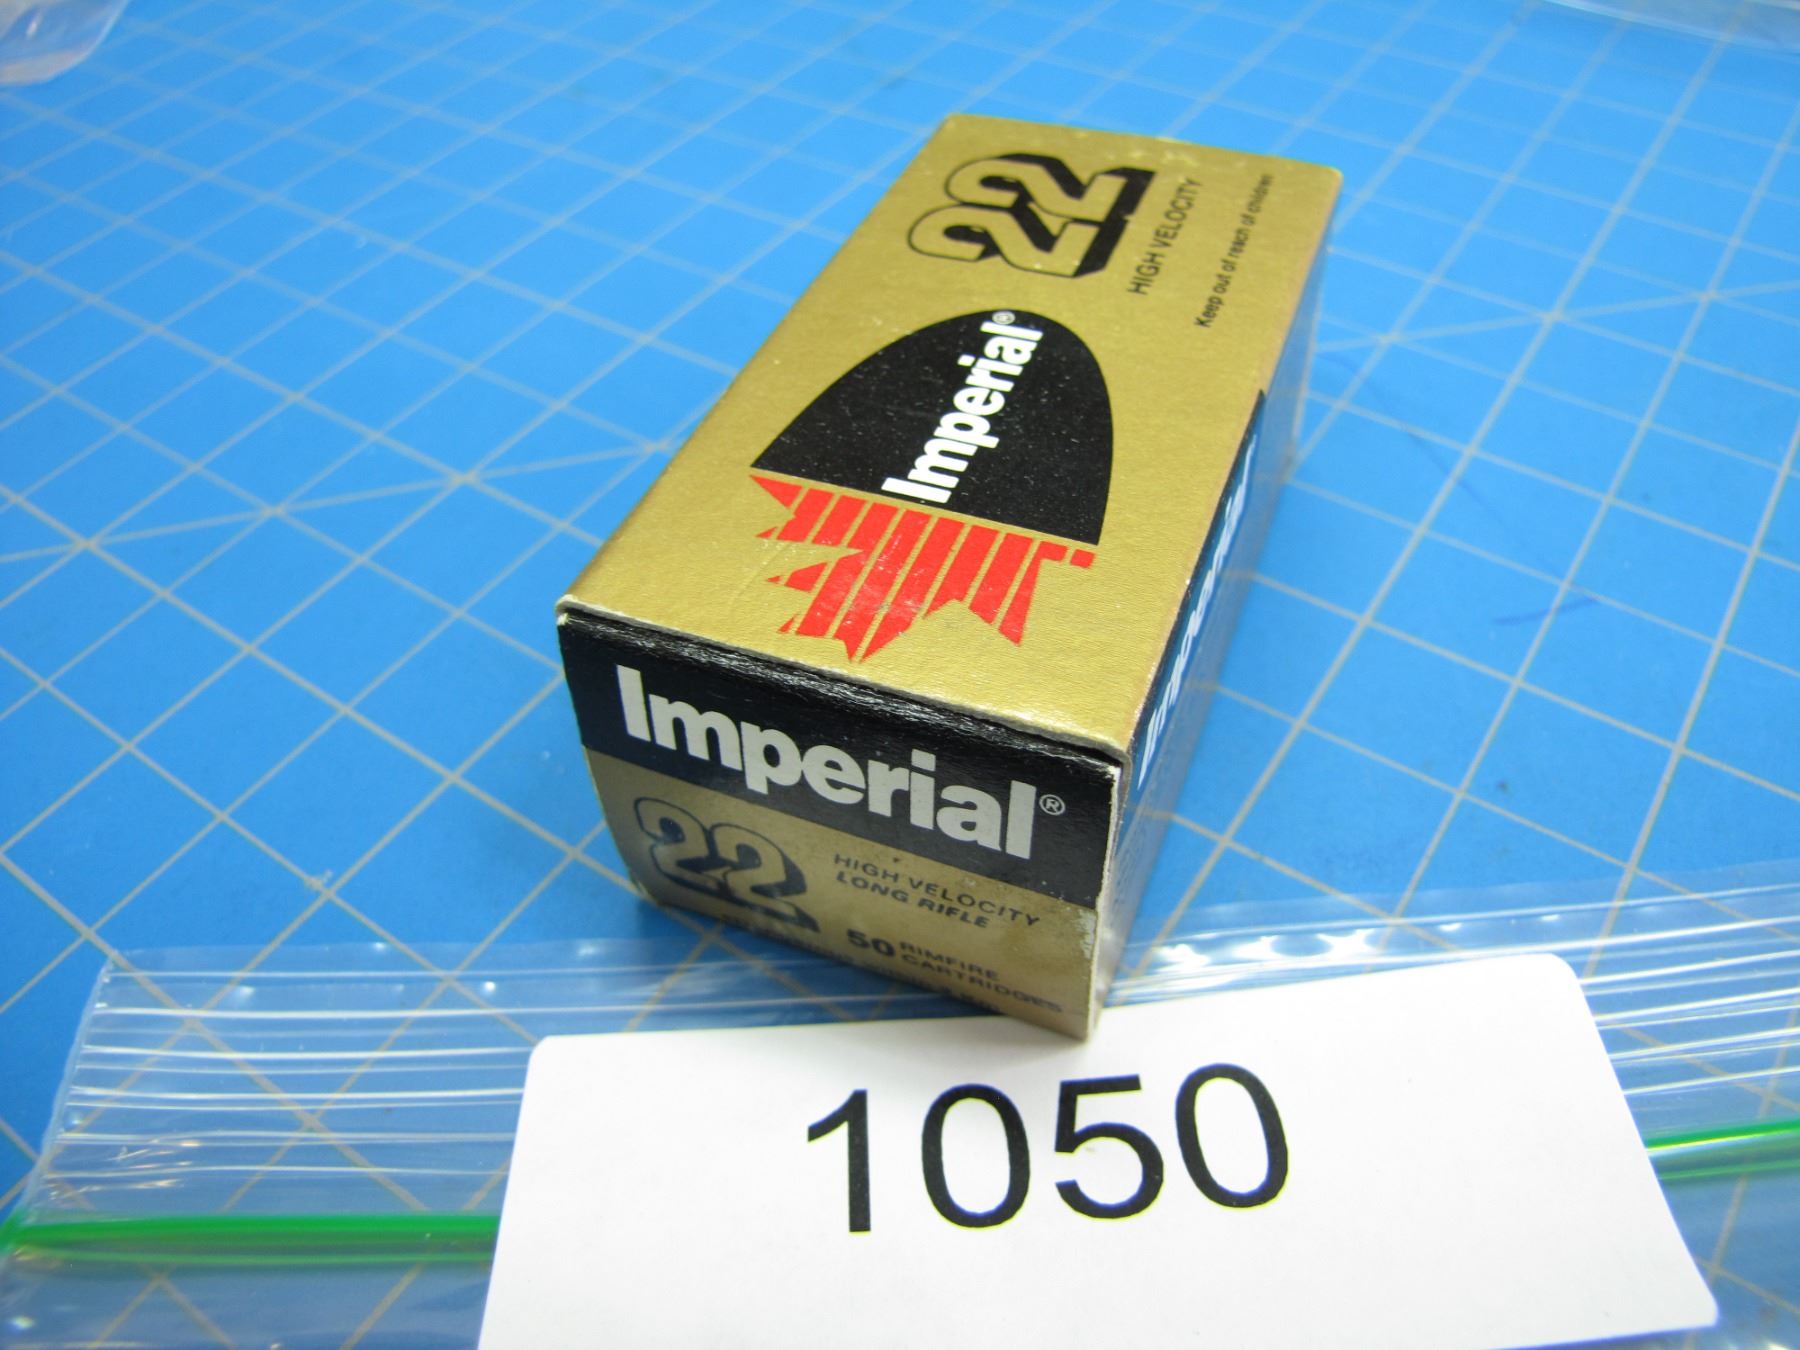 22
HIGH VELOCITY
Keep out of reach of children
Imperial®
Imperial®
22
HIGH VELOCITY
LONG RIFLE
50 RIMFIRE
CARTRIDGES
Imperial
1050